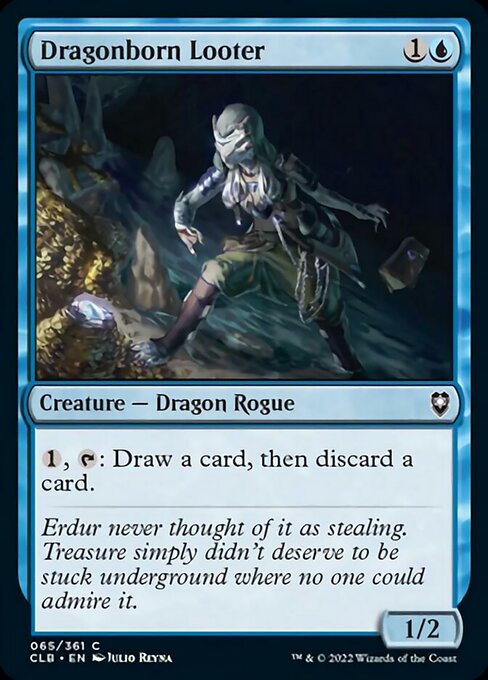 Dragonborn Looter 1
Creature — Dragon Rogue
1, : Draw a card, then discard a
card.
Erdur never thought of it as stealing.
Treasure simply didn't deserve to be
stuck underground where no one could
admire it.
1/2
065/361 C
CLB • EN Julio Reyna
™ & © 2022 Wizards of the Coast